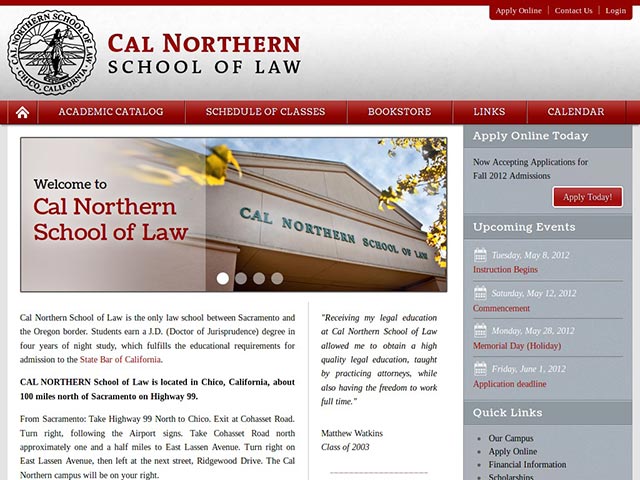 Apply Online | Contact Us | Login
CAL NORTHERN SCHOOL OF LAW
CHICO, CALIFORNIA
CAL NORTHERN
SCHOOL OF LAW
ACADEMIC CATALOG
SCHEDULE OF CLASSES
BOOKSTORE
LINKS
CALENDAR
Welcome to
Cal Northern
School of Law
CAL NORTHERN SCHOOL OF LAW
Cal Northern School of Law is the only law school between Sacramento and
the Oregon border. Students earn a J.D. (Doctor of Jurisprudence) degree in
four years of night study, which fulfills the educational requirements for
admission to the State Bar of California.
CAL NORTHERN School of Law is located in Chico, California, about
100 miles north of Sacramento on Highway 99.
From Sacramento: Take Highway 99 North to Chico. Exit at Cohasset Road.
Turn right, following the Airport signs. Take Cohasset Road north
approximately one and a half miles to East Lassen Avenue. Turn right on
East Lassen Avenue, then left at the next street, Ridgewood Drive. The Cal
Northern campus will be on your right.
"Receiving my legal education
at Cal Northern School of Law
allowed me to obtain a high
quality legal education, taught
by practicing attorneys, while
also having the freedom to work
full time."
Matthew Watkins
Class of 2003
Apply Online Today
Now Accepting Applications for
Fall 2012 Admissions
Apply Today!
Upcoming Events
Tuesday, May 8, 2012
Instruction Begins
Saturday, May 12, 2012
Commencement
Monday, May 28, 2012
Memorial Day (Holiday)
Friday, June 1, 2012
Application deadline
Quick Links
Our Campus
Apply Online
Financial Information
Scholarships